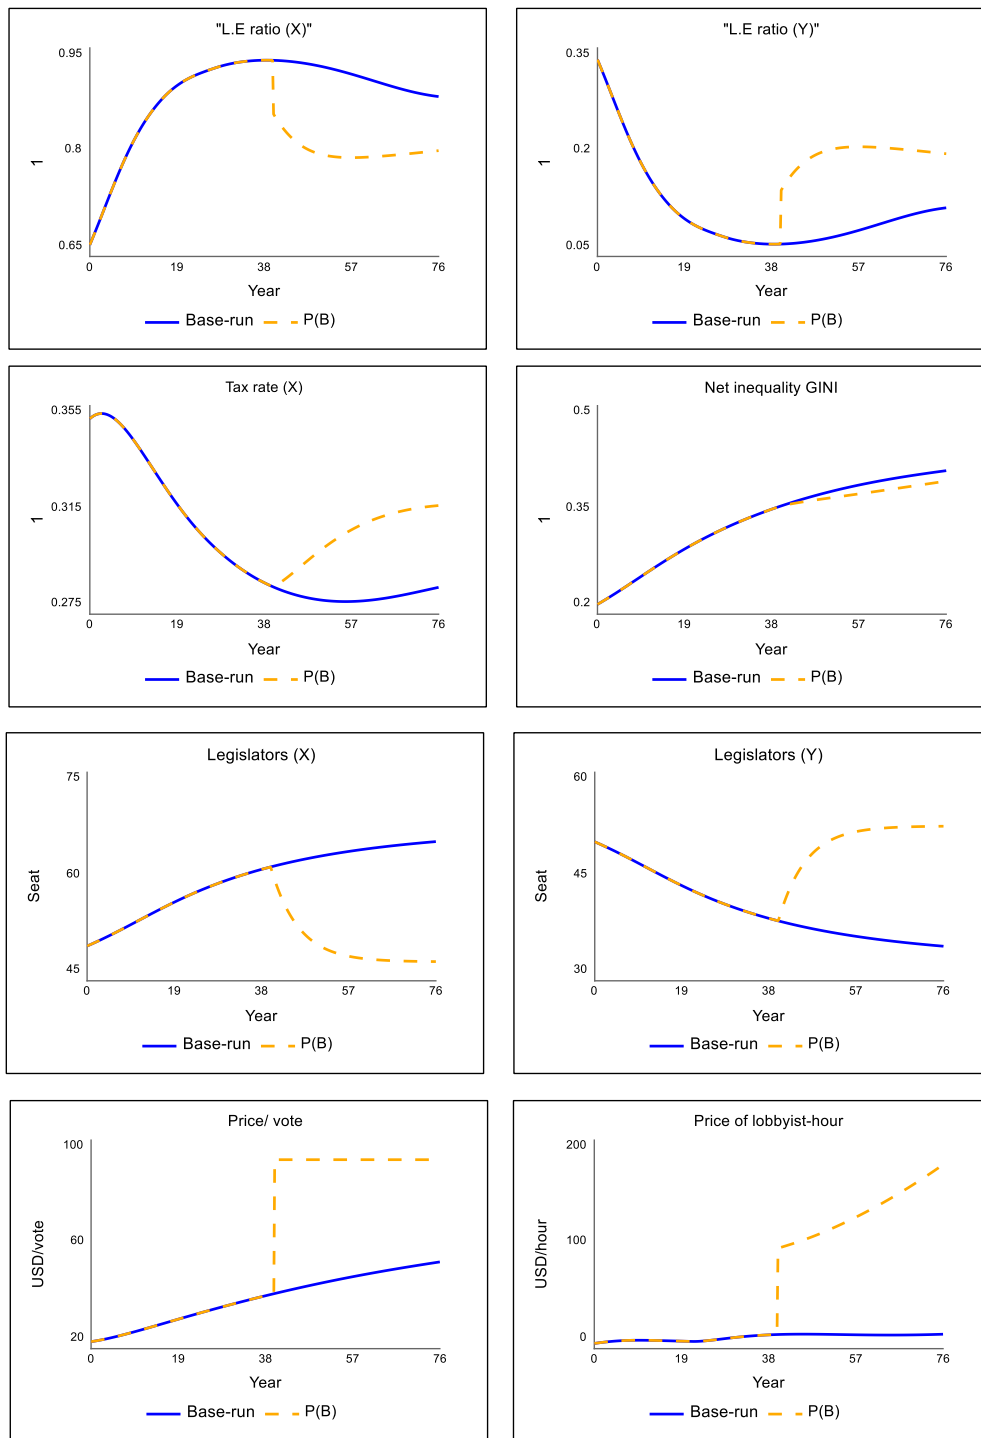 "L.E ratio (X)"
0.95
0.8
0.65
1
0 19 38 57 76
Year
Base-run P(B)
"L.E ratio (Y)"
0.35
0.2
0.05
1
0 19 38 57 76
Year
Base-run P(B)
Tax rate (X)
0.355
0.315
0.275
1
0 19 38 57 76
Year
Base-run P(B)
Net inequality GINI
0.5
0.35
0.2
1
0 19 38 57 76
Year
Base-run P(B)
Legislators (X)
75
60
45
Seat
0 19 38 57 76
Year
Base-run P(B)
Legislators (Y)
60
45
30
Seat
0 19 38 57 76
Year
Base-run P(B)
Price/ vote
100
60
20
USD/vote
0 19 38 57 76
Year
Base-run P(B)
Price of lobbyist-hour
200
100
0
USD/hour
0 19 38 57 76
Year
Base-run P(B)